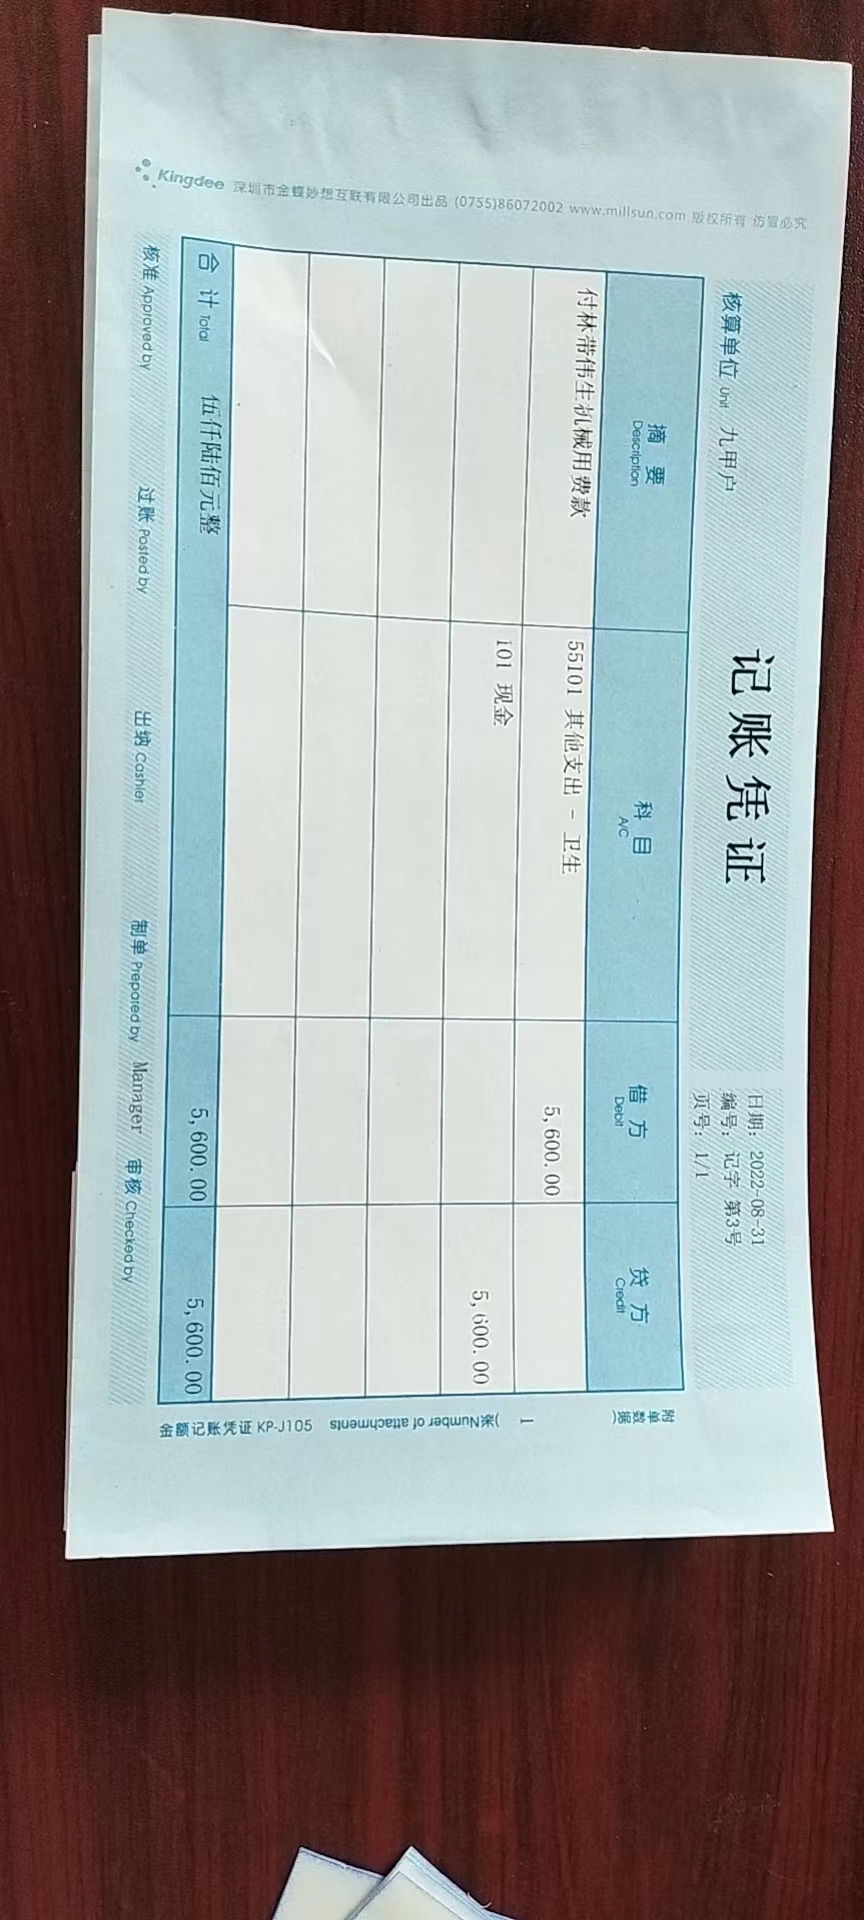 记账凭证
核算单位 Unit 九甲户
日期: 2022-08-31
编号: 记字 第3号
页号: 1/1
摘要 Description 科目 A/C 借方 Debit 贷方 Credit
付林带伟生机械用费款 55101 其他支出 - 卫生 5,600.00
101 现金 5,600.00
合计 Total 伍仟陆佰元整 5,600.00 5,600.00
核准 Approved by 过账 Posted by 出纳 Cashier 制单 Prepared by Manager 审核 Checked by
附单据数( 1 张)Number of attachments
金额记账凭证 KP-J105
Kingdee 深圳市金蝶妙想互联有限公司出品 (0755)86072002 www.millsun.com 版权所有 仿冒必究